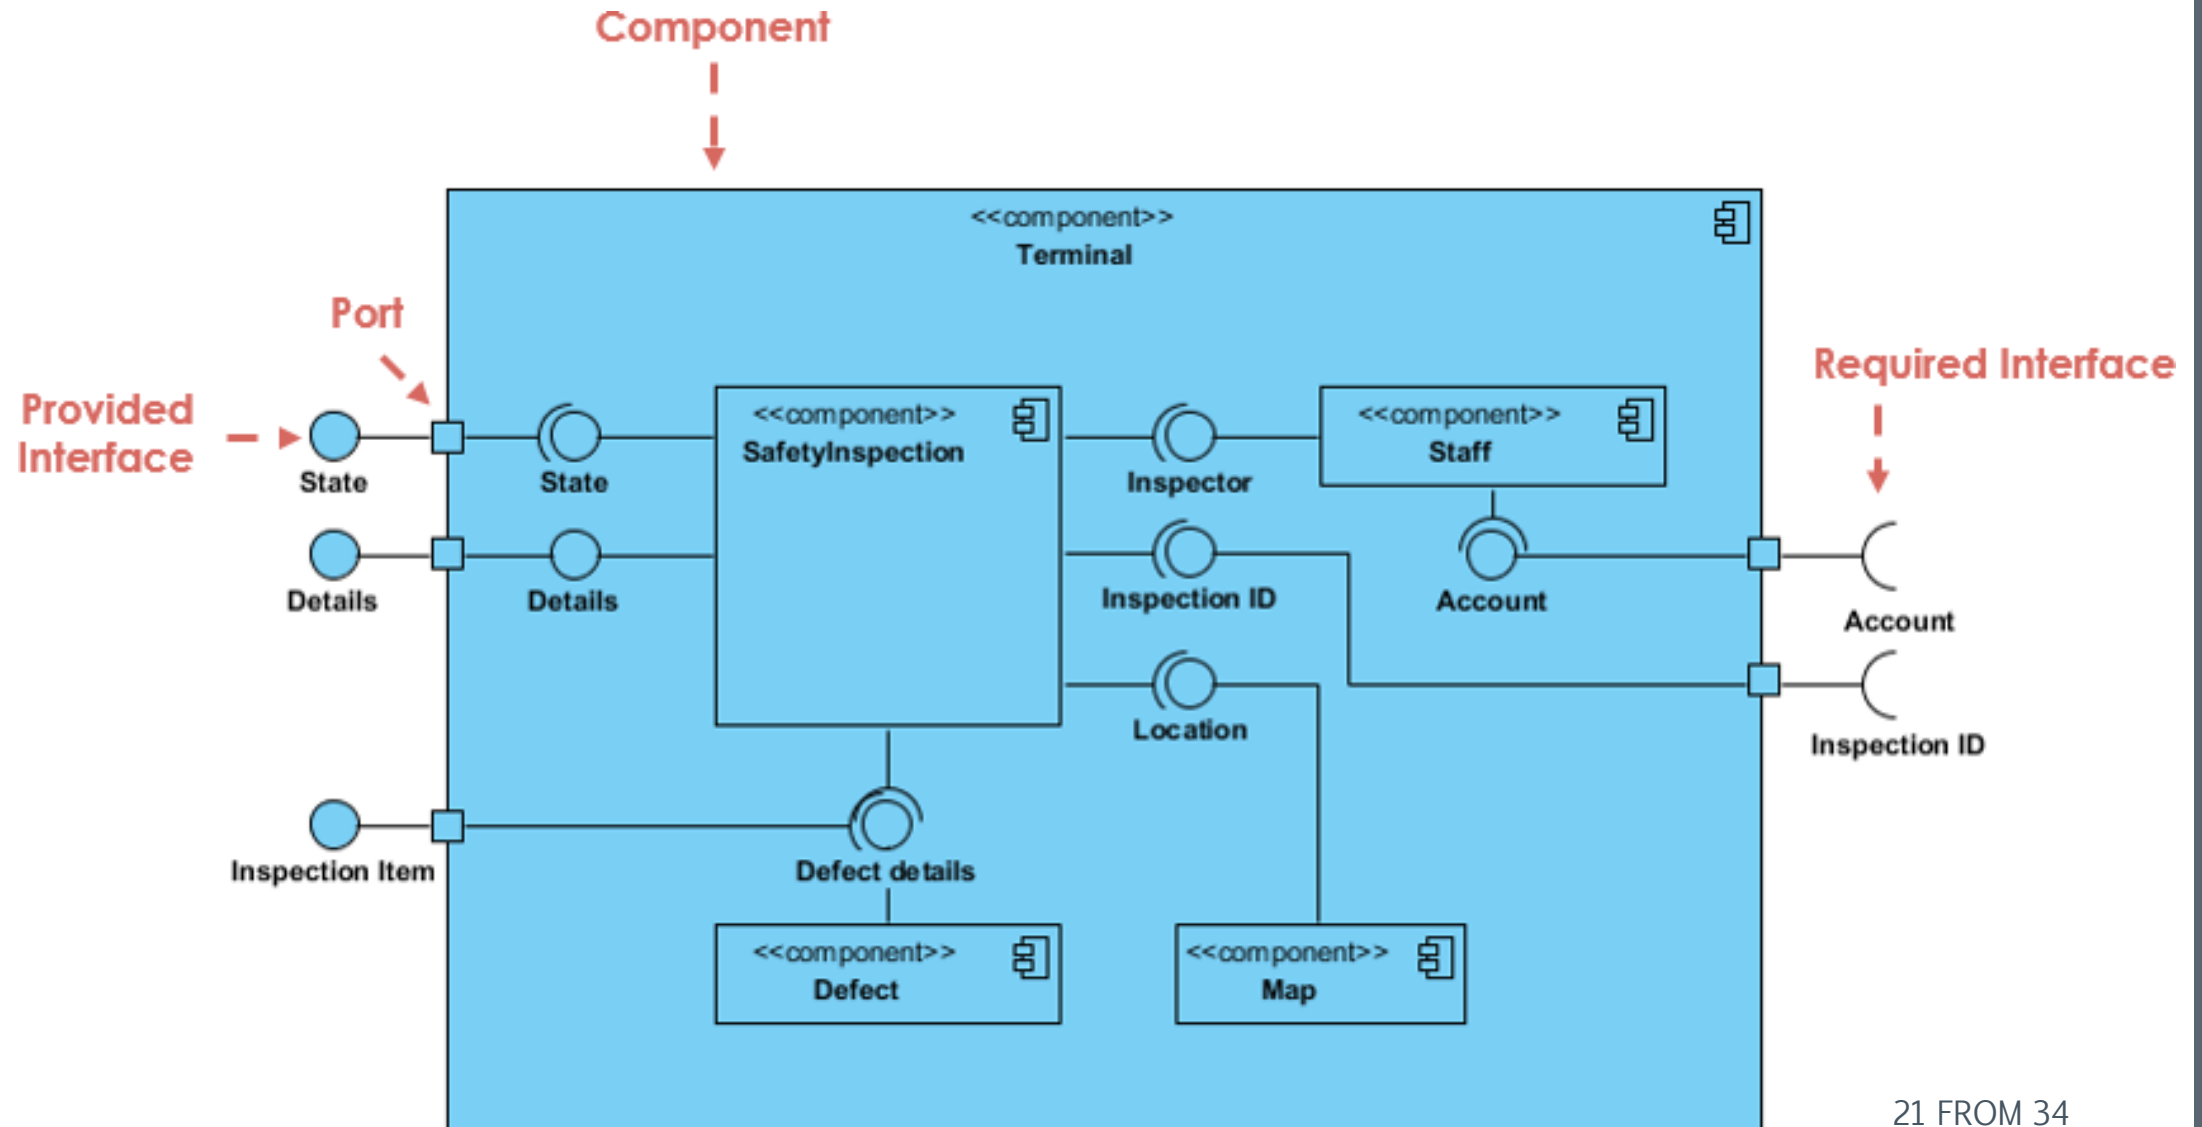 Component
<<component>>
Terminal
Port
Provided
Interface
Required Interface
<<component>>
SafetyInspection
<<component>>
Staff
State
State
Inspector
Details
Details
Inspection ID
Account
Account
Location
Inspection ID
Inspection Item
Defect details
<<component>>
Defect
<<component>>
Map
21 FROM 34